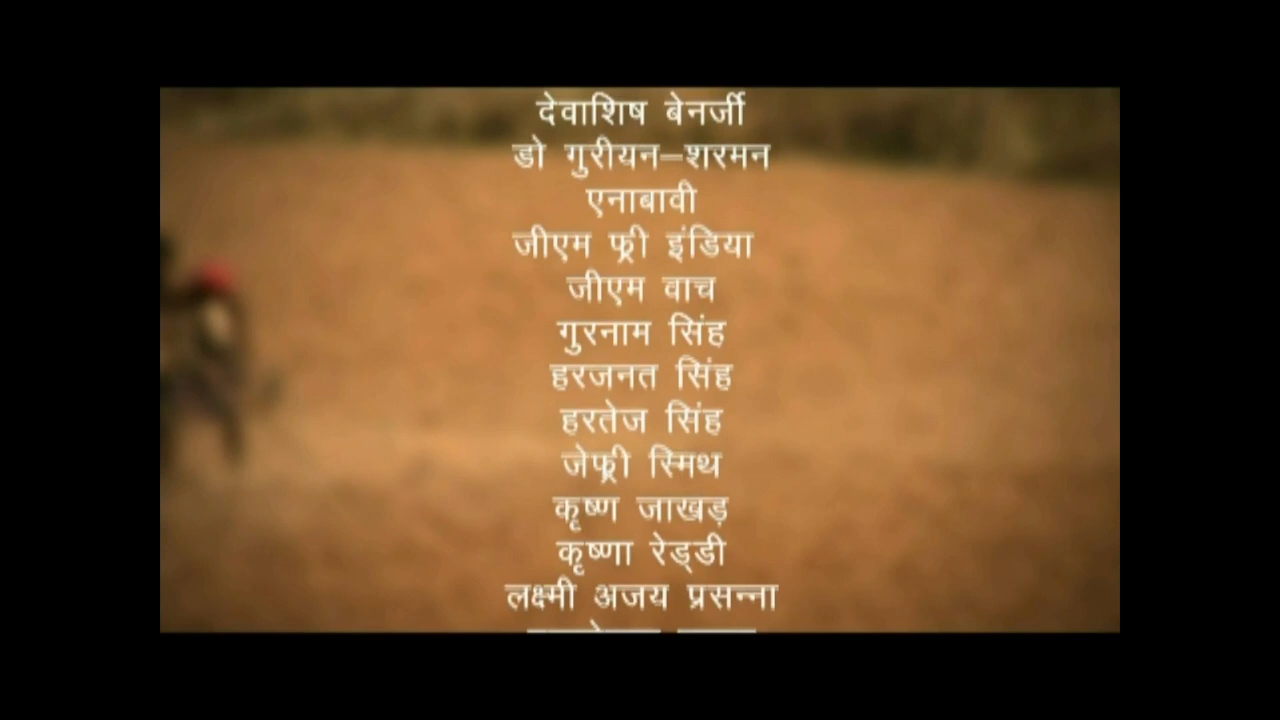 देवाशिष बेनर्जी
डो गुरीयन–शरमन
एनाबावी
जीएम फ्री इंडिया
जीएम वाच
गुरनाम सिंह
हरजनत सिंह
हरतेज सिंह
जेफ्री स्मिथ
कृष्ण जाखड़
कृष्णा रेड्डी
लक्ष्मी अजय प्रसन्ना